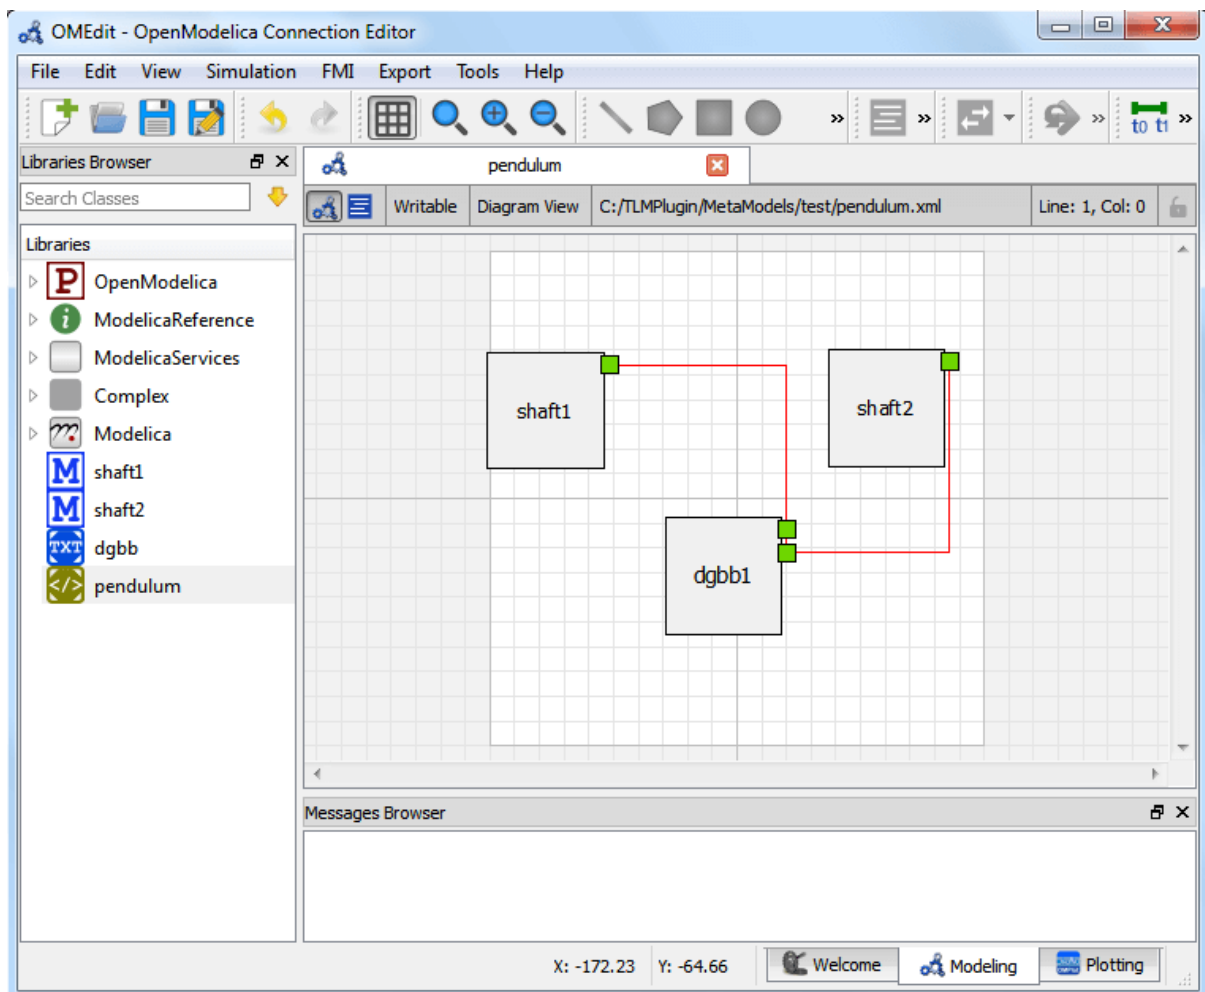 OMEdit - OpenModelica Connection Editor
File Edit View Simulation FMI Export Tools Help
t0 t1
Libraries Browser
pendulum
Search Classes
Writable Diagram View C:/TLMPlugin/MetaModels/test/pendulum.xml Line: 1, Col: 0
Libraries
P OpenModelica
i ModelicaReference
ModelicaServices
Complex
m Modelica
M shaft1
M shaft2
TXT dgbb
</> pendulum
shaft1
shaft2
dgbb1
Messages Browser
X: -172.23 Y: -64.66 Welcome Modeling Plotting